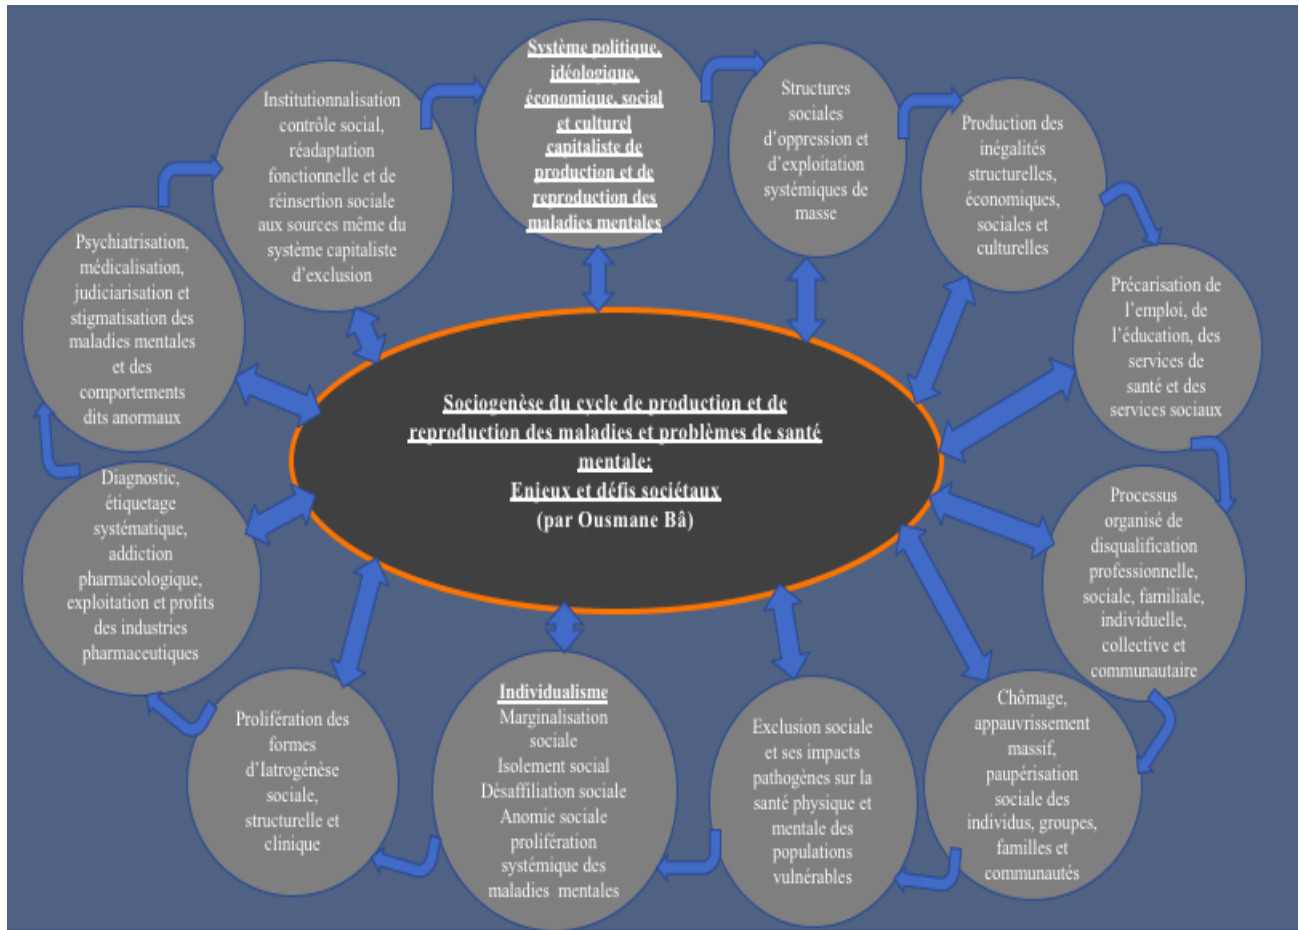 Système politique,
idéologique,
économique, social
et culturel
capitaliste de
production et de
reproduction des
maladies mentales
Structures
sociales
d’oppression et
d’exploitation
systémiques de
masse
Production des
inégalités
structurelles,
économiques,
sociales et
culturelles
Précarisation de
l’emploi, de
l’éducation, des
services de
santé et des
services sociaux
Processus
organisé de
disqualification
professionnelle,
sociale, familiale,
individuelle,
collective et
communautaire
Chômage,
appauvrissement
massif,
paupérisation
sociale des
individus, groupes,
familles et
communautés
Exclusion sociale
et ses impacts
pathogènes sur la
santé physique et
mentale des
populations
vulnérables
Individualisme
Marginalisation
sociale
Isolement social
Désaffiliation sociale
Anomie sociale
prolifération
systémique des
maladies mentales
Prolifération des
formes
d’Iatrogénèse
sociale,
structurelle et
clinique
Diagnostic,
étiquetage
systématique,
addiction
pharmacologique,
exploitation et profits
des industries
pharmaceutiques
Psychiatrisation,
médicalisation,
judiciarisation et
stigmatisation des
maladies mentales
et des
comportements
dits anormaux
Institutionnalisation
contrôle social,
réadaptation
fonctionnelle et de
réinsertion sociale
aux sources même du
système capitaliste
d’exclusion
Sociogenèse du cycle de production et de
reproduction des maladies et problèmes de santé
mentale:
Enjeux et défis sociétaux
(par Ousmane Bâ)